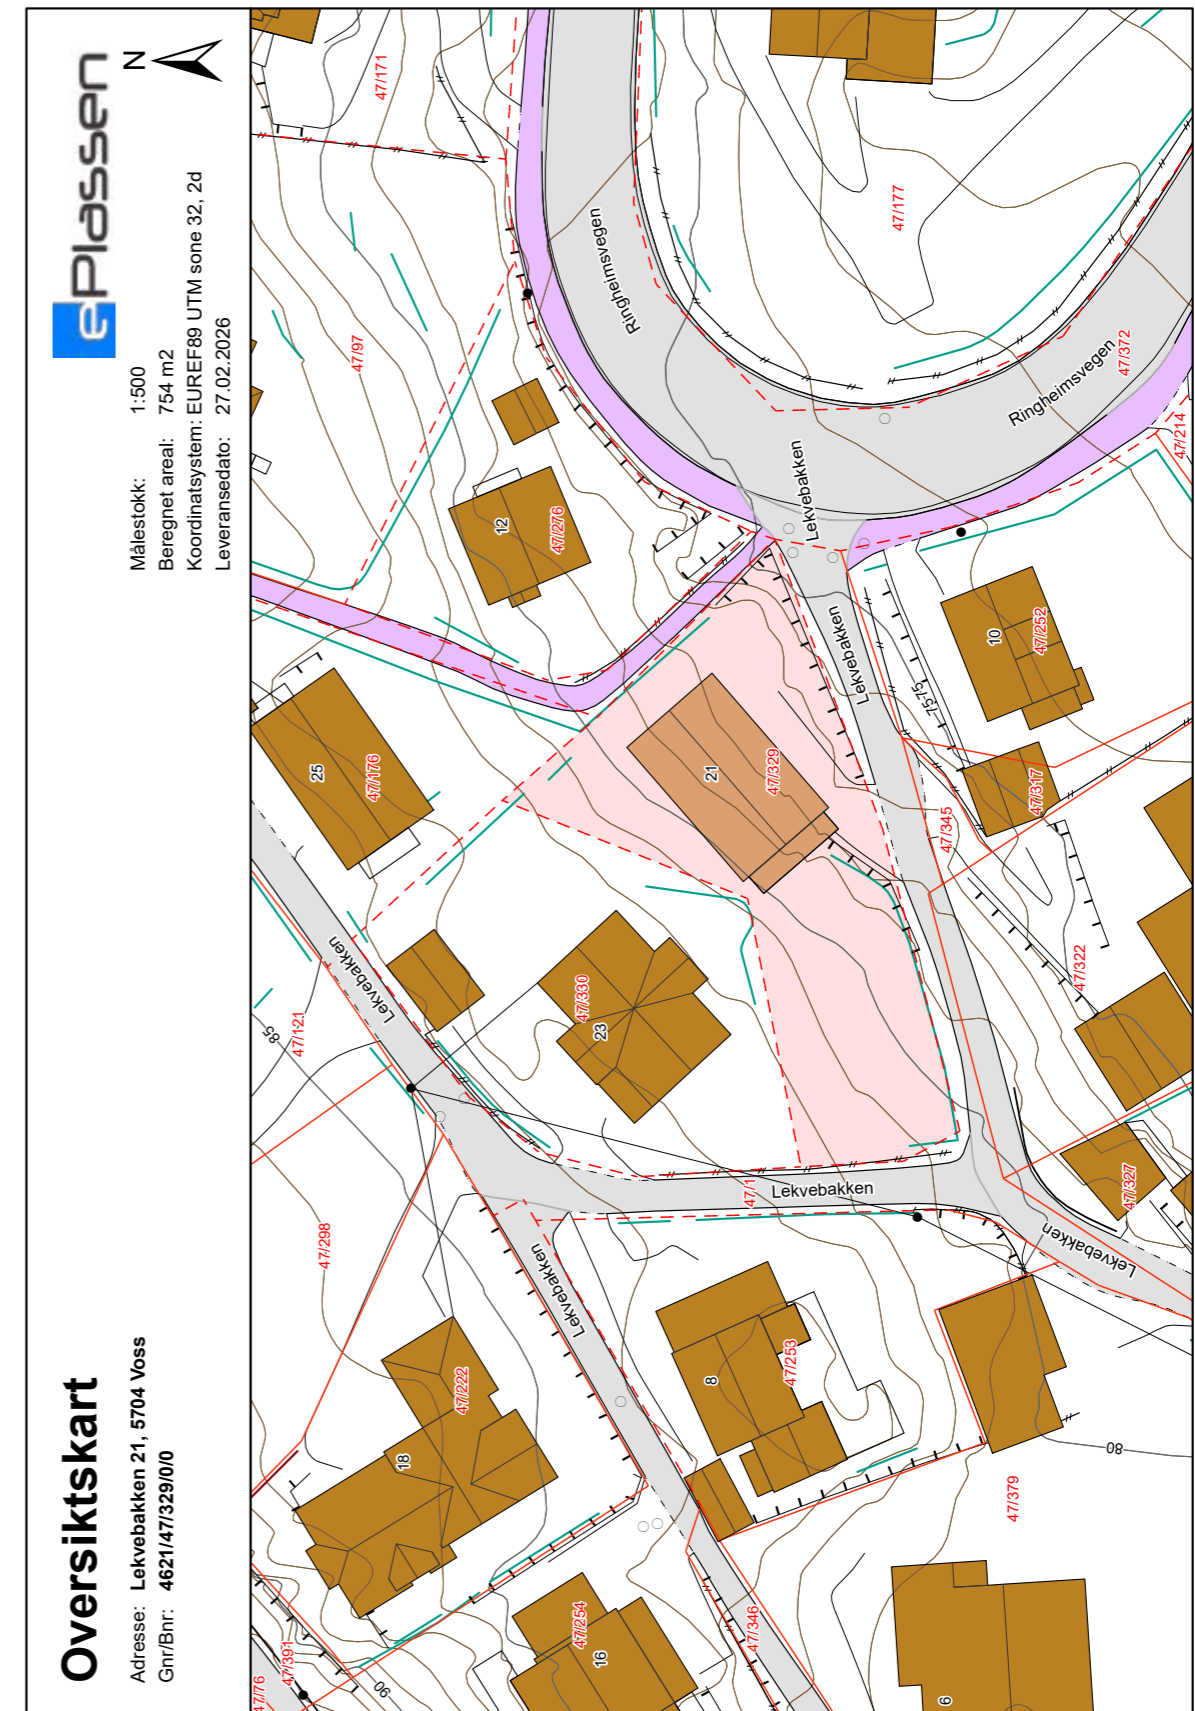 Oversiktskart
Adresse: Lekvebakken 21, 5704 Voss
Gnr/Bnr: 4621/47/329/0/0
Målestokk: 1:500
Beregnet areal: 754 m2
Koordinatsystem: EUREF89 UTM sone 32, 2d
Leveransedato: 27.02.2026
ePlassen
N
47/76
47/391
90
18
47/222
47/298
47/121
85
Lekvebakken
25
47/176
47/97
47/171
16
47/254
Lekvebakken
23
47/330
12
47/276
Ringheimsvegen
47/346
8
47/253
47/1
Lekvebakken
21
47/329
Lekvebakken
Lekvebakken
47/177
6
47/379
80
Lekvebakken
47/327
47/322
47/345
47/317
75
75
10
47/252
Ringheimsvegen
47/372
47/214